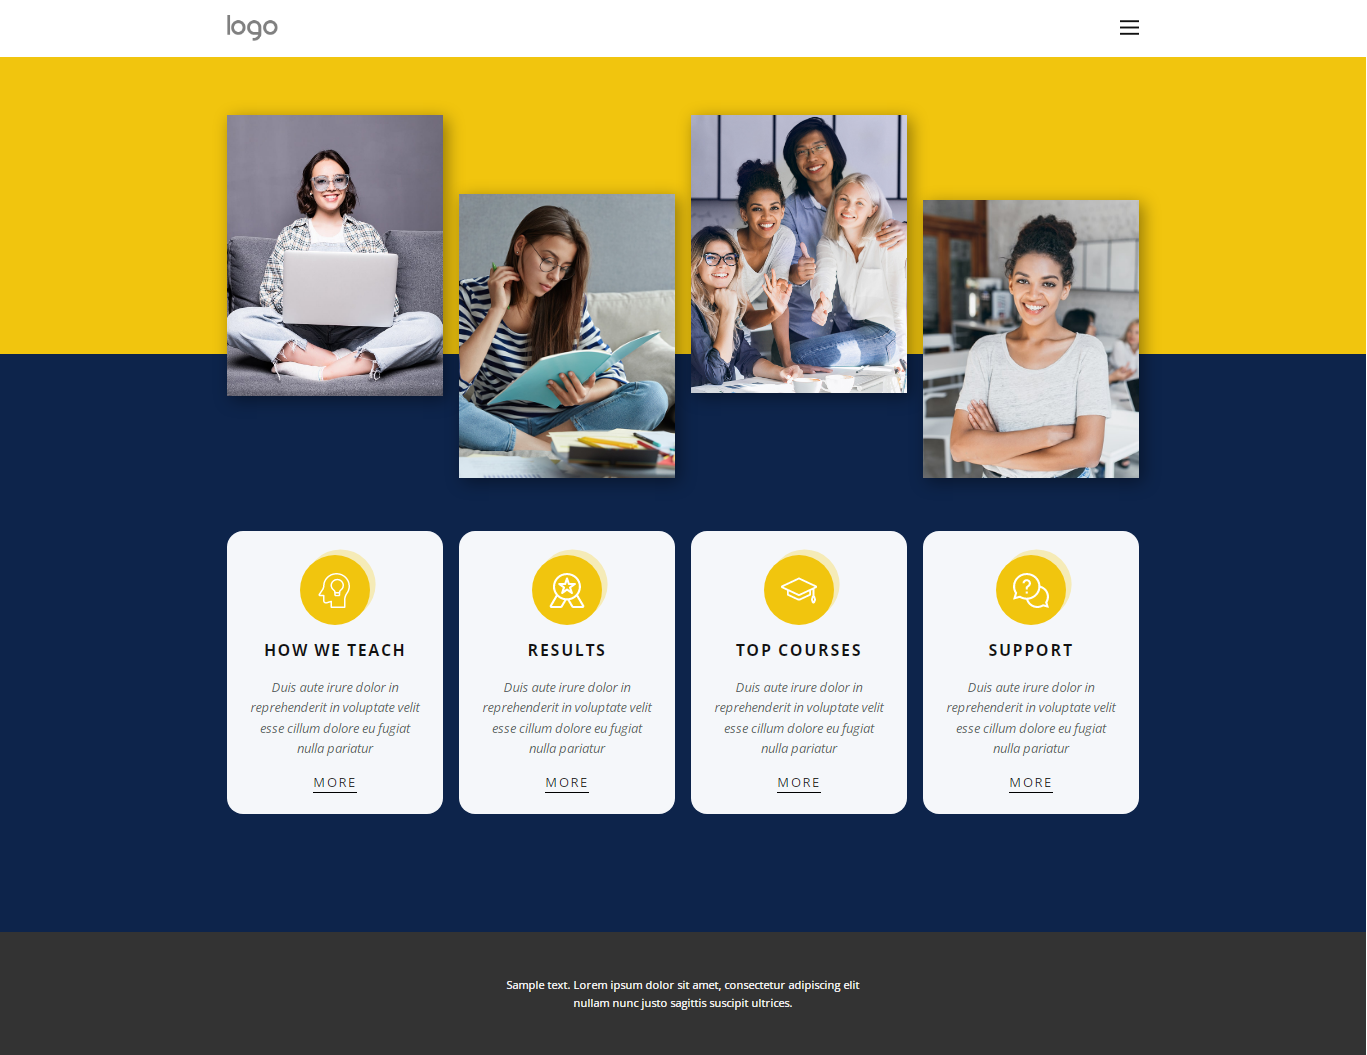 logo
HOW WE TEACH
Duis aute irure dolor in
reprehenderit in voluptate velit
esse cillum dolore eu fugiat
nulla pariatur
MORE
RESULTS
Duis aute irure dolor in
reprehenderit in voluptate velit
esse cillum dolore eu fugiat
nulla pariatur
MORE
TOP COURSES
Duis aute irure dolor in
reprehenderit in voluptate velit
esse cillum dolore eu fugiat
nulla pariatur
MORE
SUPPORT
Duis aute irure dolor in
reprehenderit in voluptate velit
esse cillum dolore eu fugiat
nulla pariatur
MORE
Sample text. Lorem ipsum dolor sit amet, consectetur adipiscing elit
nullam nunc justo sagittis suscipit ultrices.